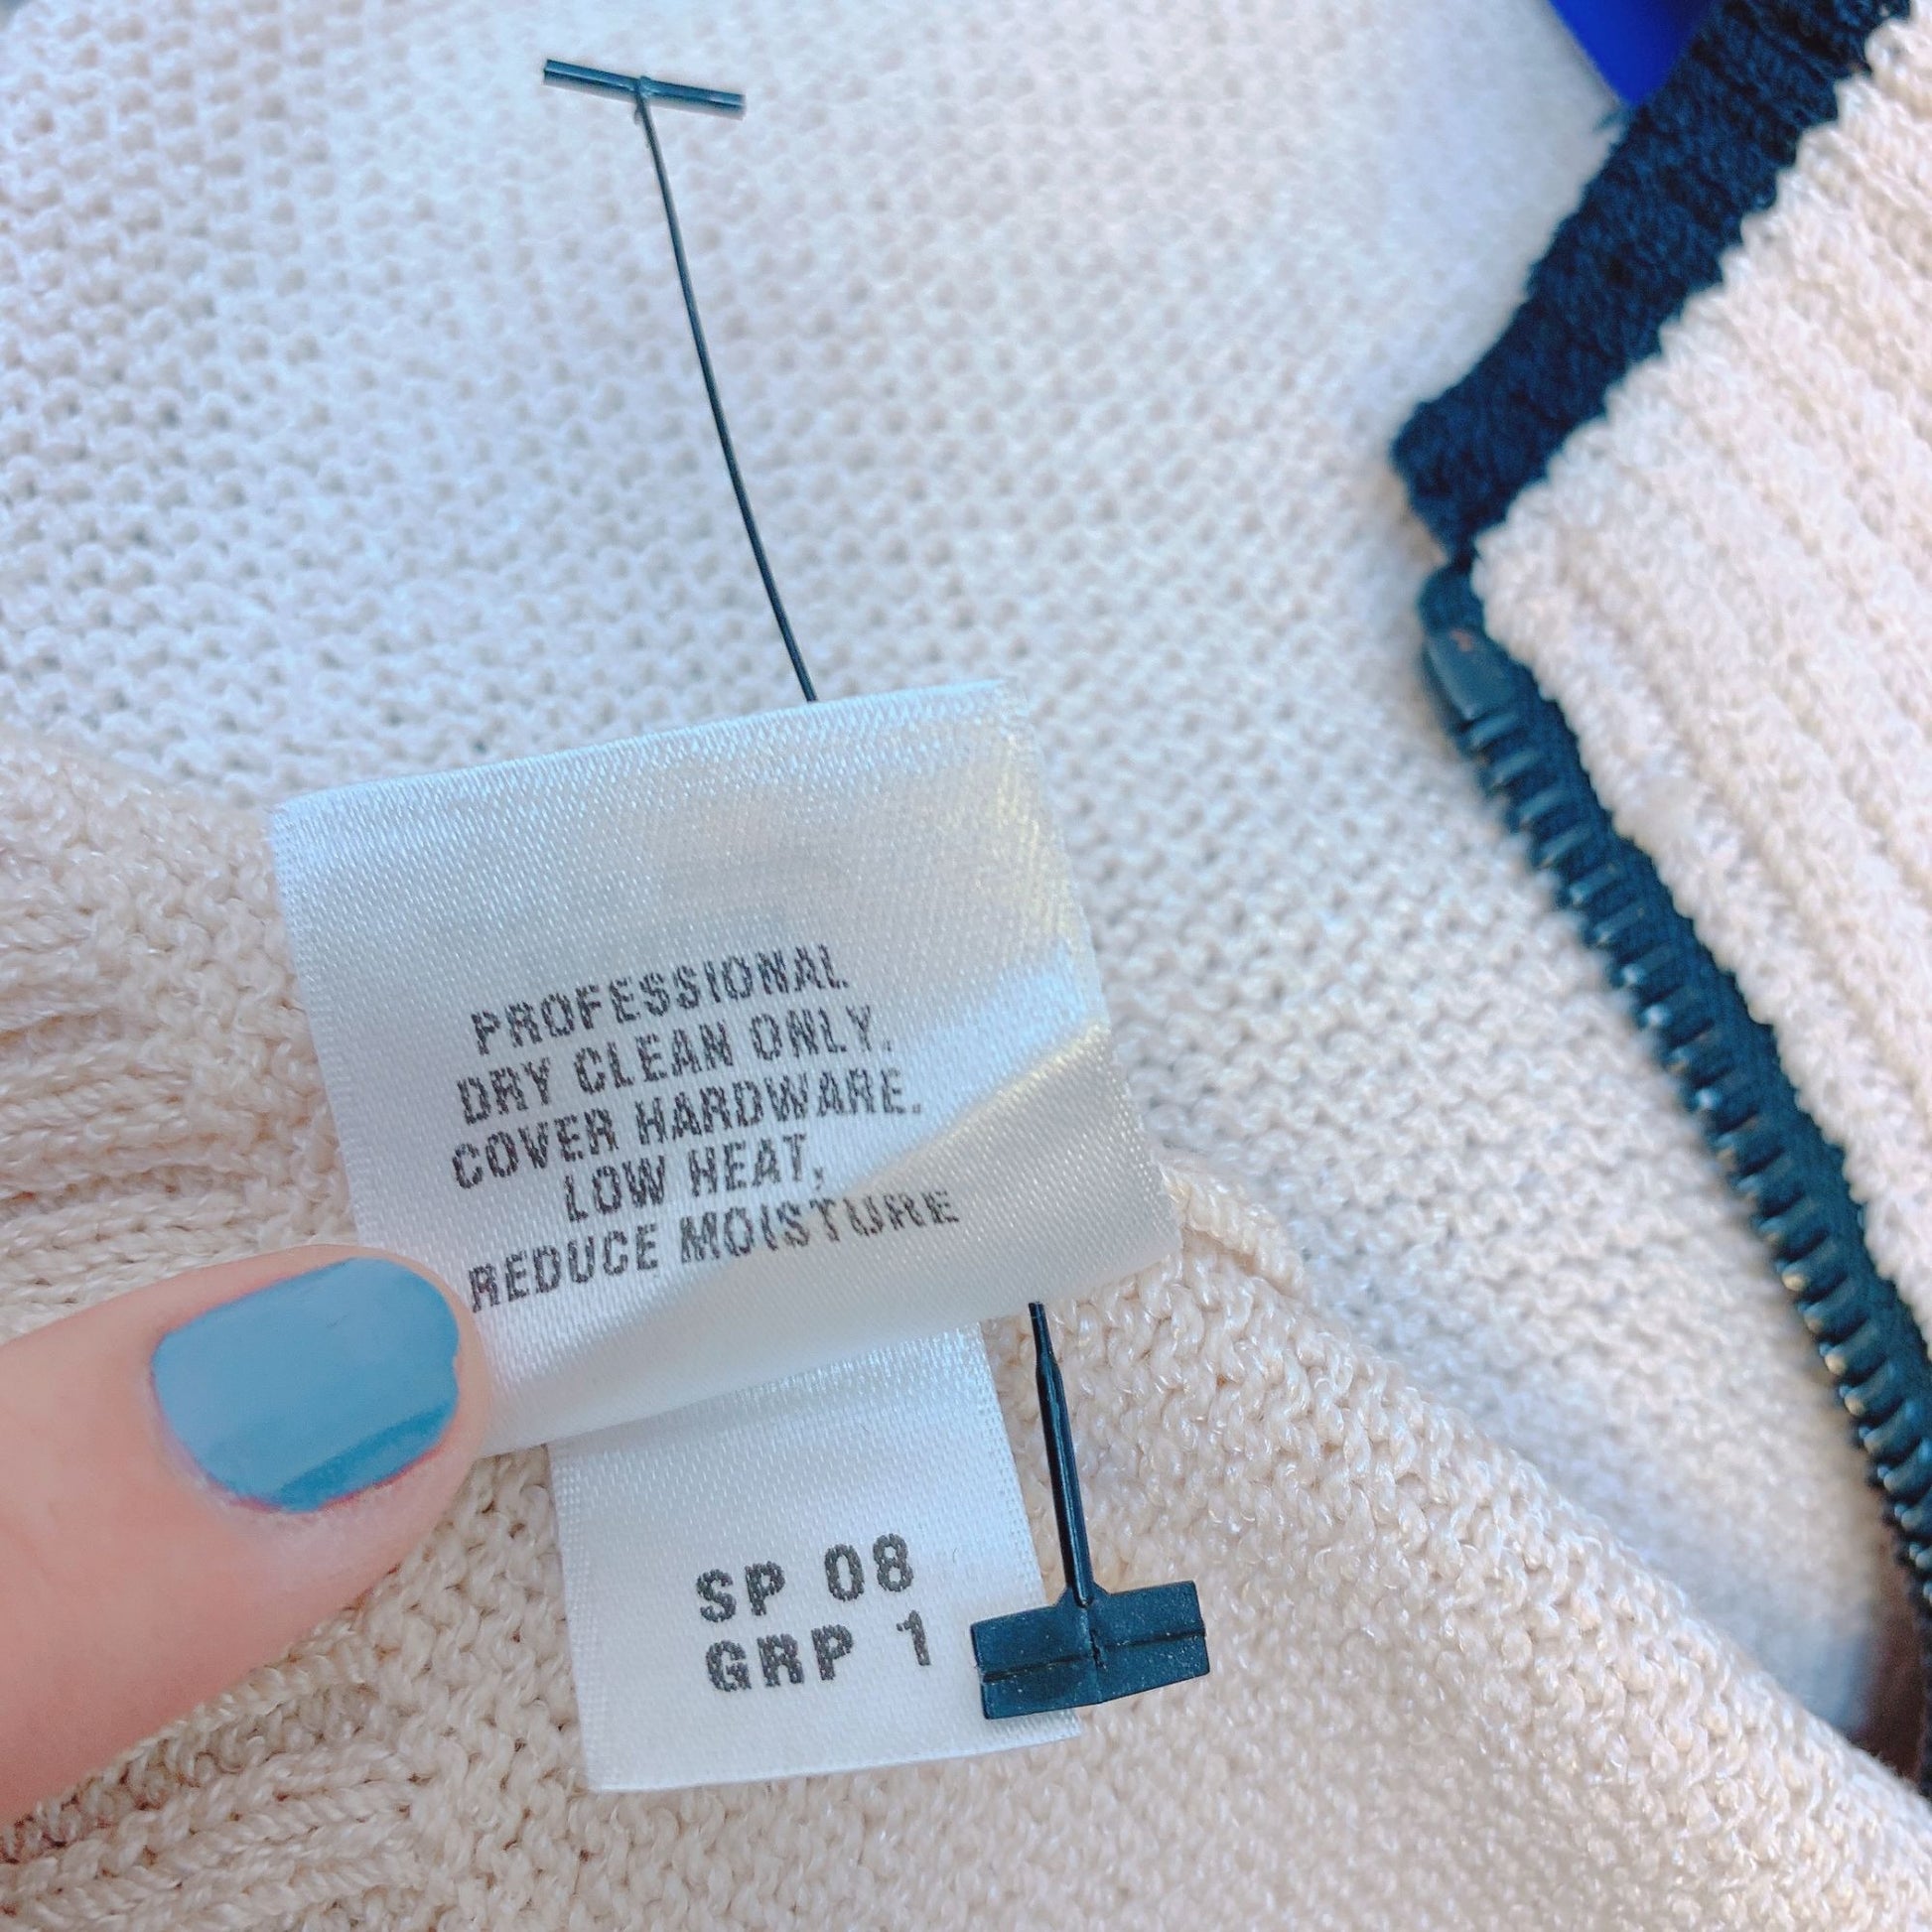 PROFESSIONAL
DRY CLEAN ONLY.
COVER HARDWARE.
LOW HEAT,
REDUCE MOISTURE
SP 08
GRP 1